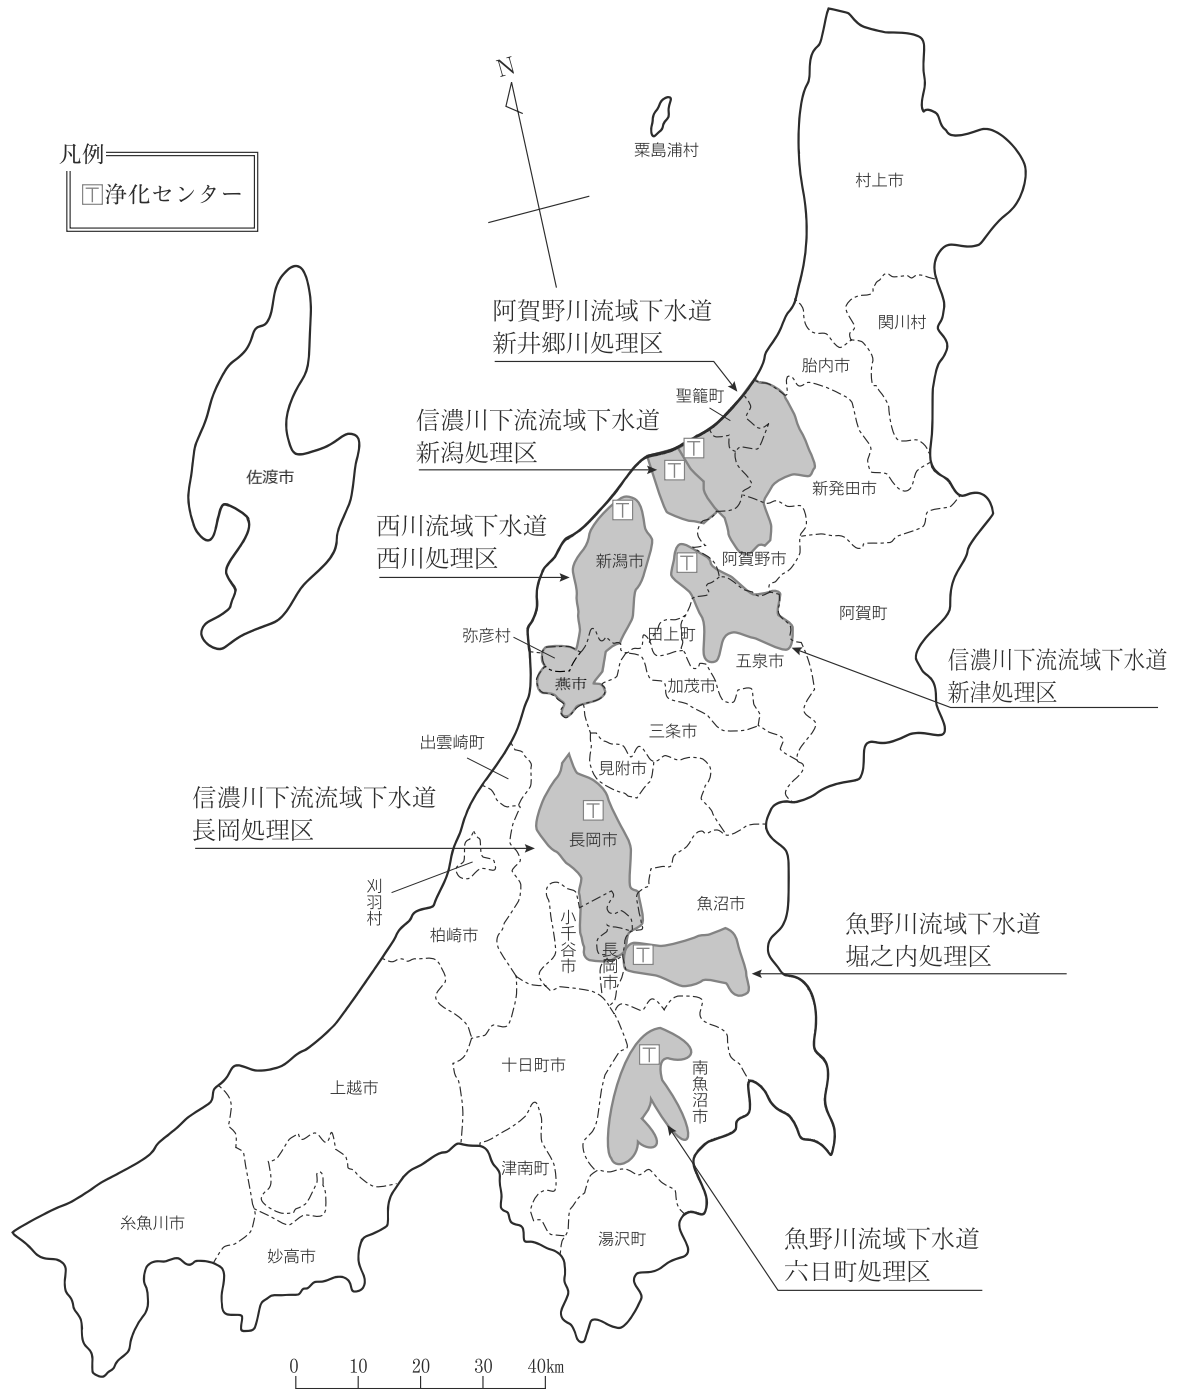 N
粟島浦村
凡例
T浄化センター
村上市
阿賀野川流域下水道
新井郷川処理区
関川村
胎内市
聖籠町
信濃川下流流域下水道
新潟処理区
T
T
佐渡市
新発田市
T
西川流域下水道
西川処理区
新潟市
T
阿賀野市
阿賀町
弥彦村
田上町
五泉市
信濃川下流流域下水道
新津処理区
燕市
加茂市
三条市
出雲崎町
見附市
信濃川下流流域下水道
長岡処理区
T
長岡市
刈羽村
魚沼市
小千谷市
柏崎市
魚野川流域下水道
堀之内処理区
長岡市
T
十日町市
T
南魚沼市
上越市
津南町
糸魚川市
妙高市
湯沢町
魚野川流域下水道
六日町処理区
0 10 20 30 40km